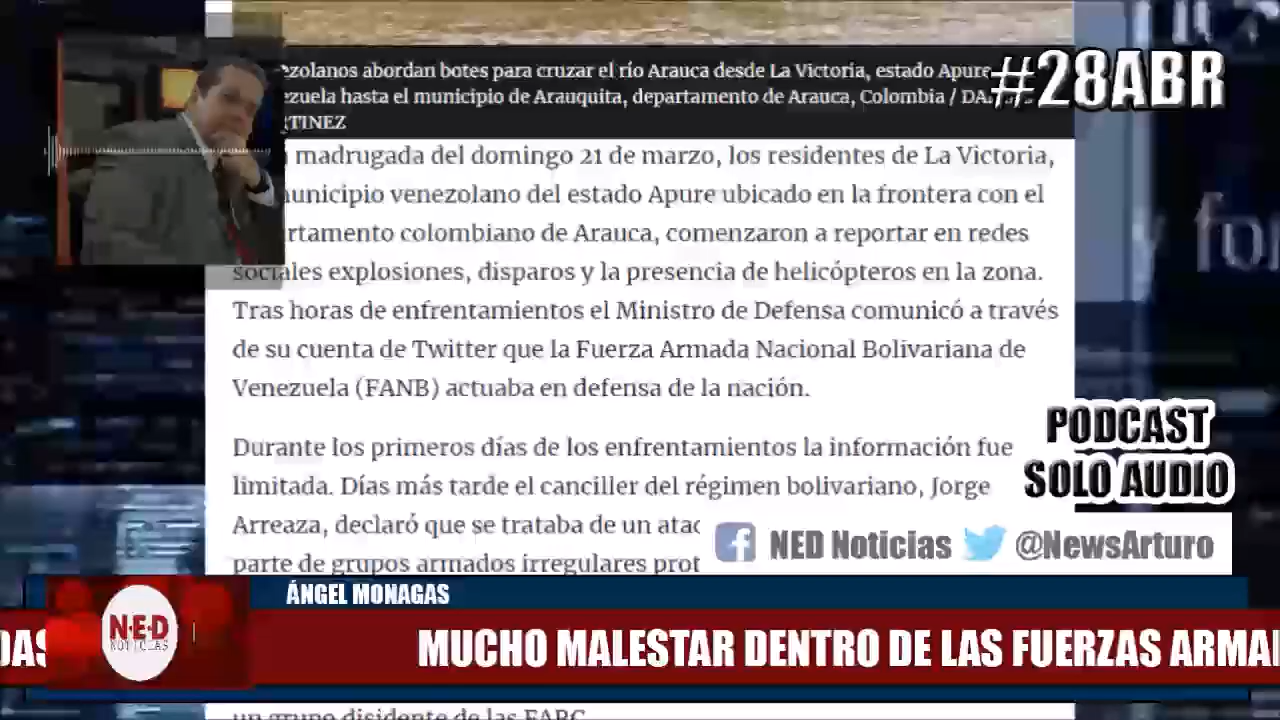 #28ABR
zolanos abordan botes para cruzar el río Arauca desde La Victoria, estado Apure
ezuela hasta el municipio de Arauquita, departamento de Arauca, Colombia / DA
TINEZ
madrugada del domingo 21 de marzo, los residentes de La Victoria,
unicipio venezolano del estado Apure ubicado en la frontera con el
rtamento colombiano de Arauca, comenzaron a reportar en redes
sociales explosiones, disparos y la presencia de helicópteros en la zona.
Tras horas de enfrentamientos el Ministro de Defensa comunicó a través
de su cuenta de Twitter que la Fuerza Armada Nacional Bolivariana de
Venezuela (FANB) actuaba en defensa de la nación.
Durante los primeros días de los enfrentamientos la información fue
limitada. Días más tarde el canciller del régimen bolivariano, Jorge
Arreaza, declaró que se trataba de un atac
parte de grupos armados irregulares prot
PODCAST
SOLO AUDIO
NED Noticias @NewsArturo
ÁNGEL MONAGAS
N·E·D
NOTICIAS
DAS MUCHO MALESTAR DENTRO DE LAS FUERZAS ARMA
un grupo disidente de las FARC